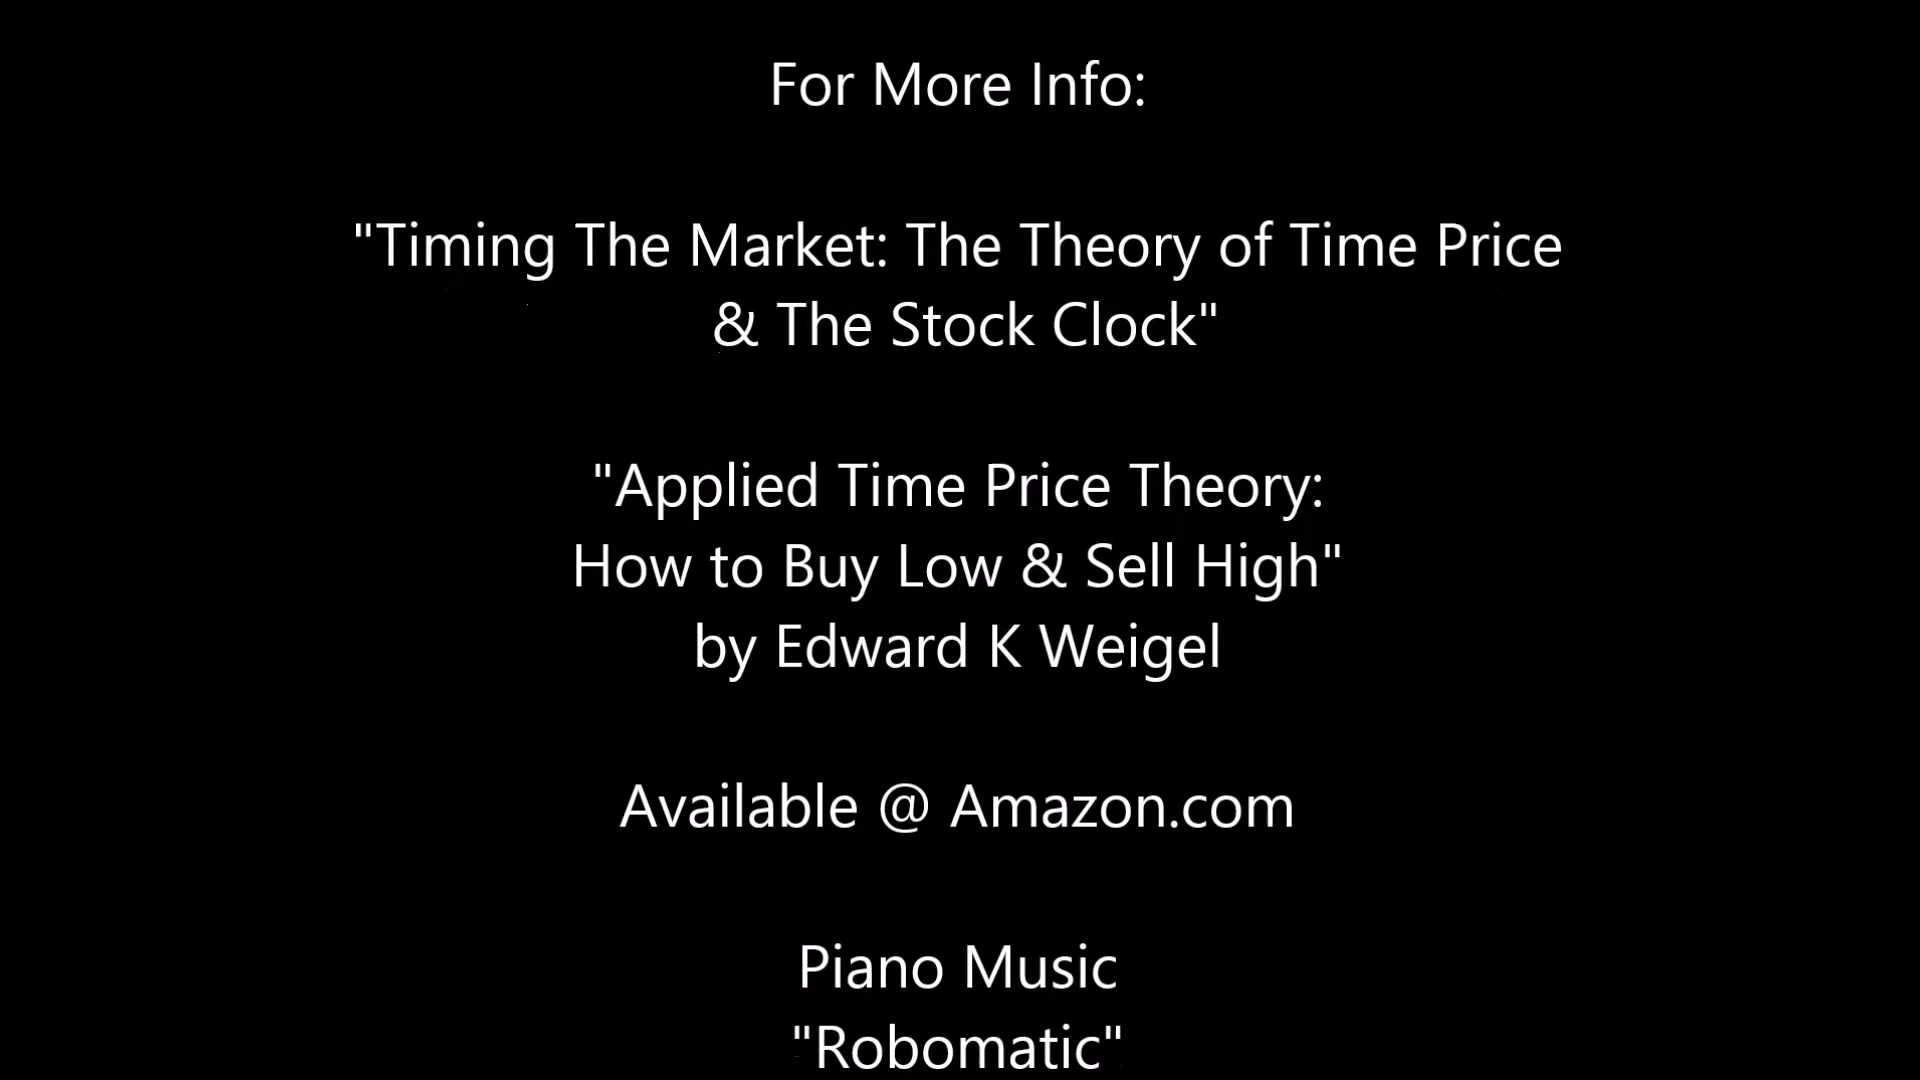 For More Info:
"Timing The Market: The Theory of Time Price
& The Stock Clock"
"Applied Time Price Theory:
How to Buy Low & Sell High"
by Edward K Weigel
Available @ Amazon.com
Piano Music
"Robomatic"